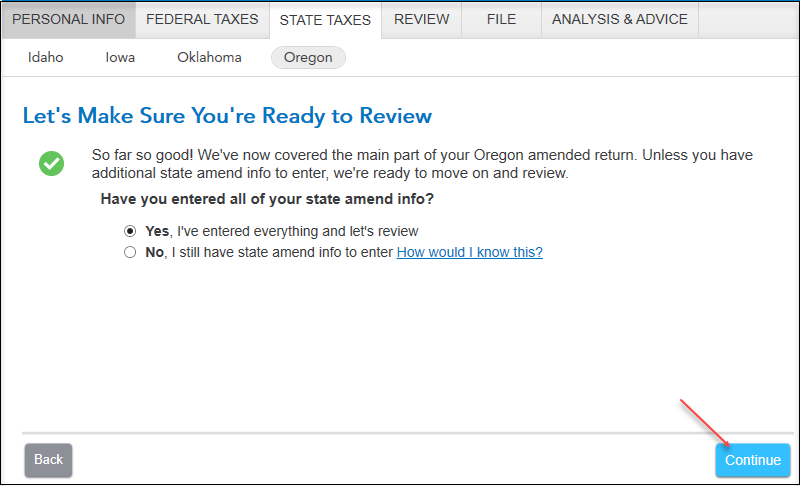 PERSONAL INFO FEDERAL TAXES STATE TAXES REVIEW FILE ANALYSIS & ADVICE
Idaho Iowa Oklahoma Oregon
Let's Make Sure You're Ready to Review
So far so good! We've now covered the main part of your Oregon amended return. Unless you have
additional state amend info to enter, we're ready to move on and review.
Have you entered all of your state amend info?
Yes, I've entered everything and let's review
No, I still have state amend info to enter How would I know this?
Back Continue